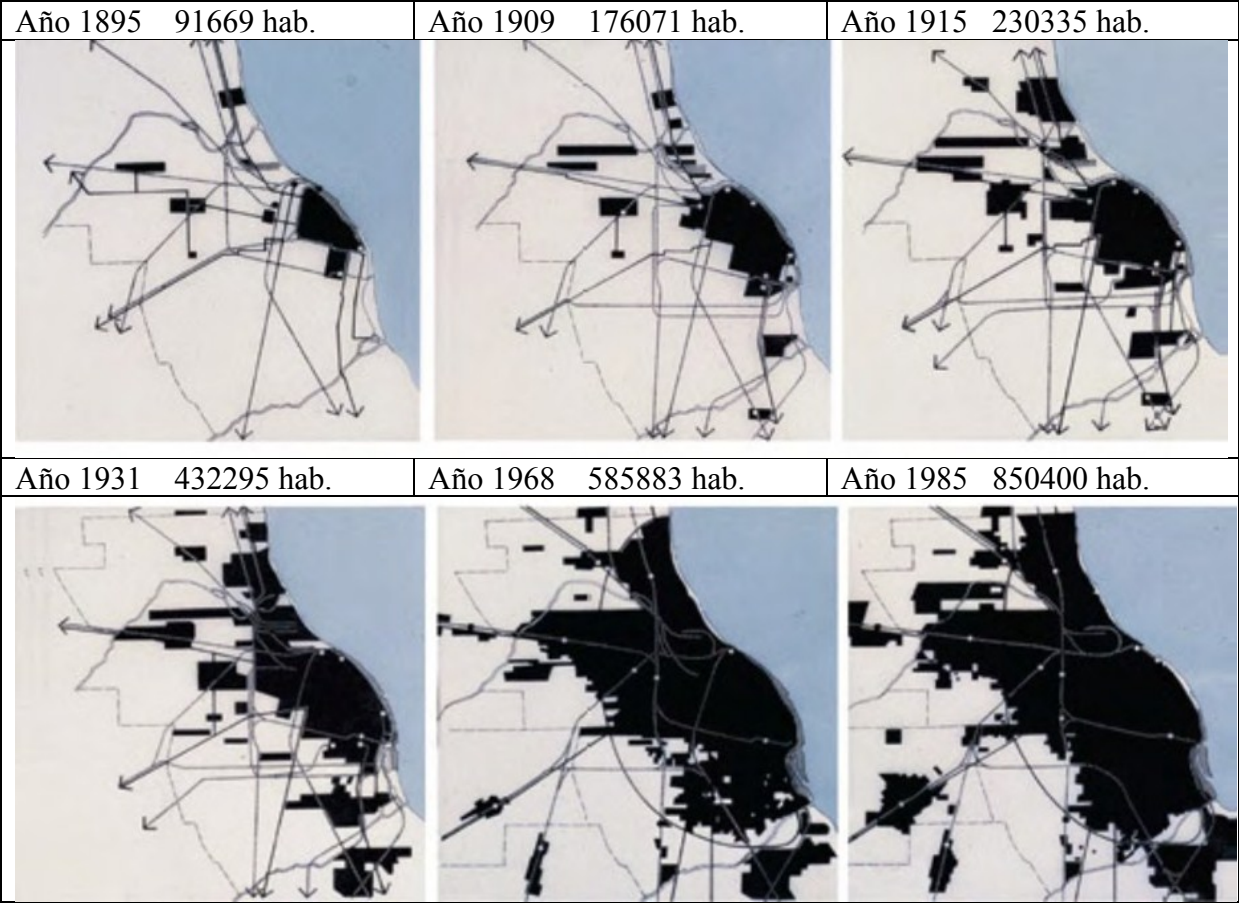 Año 1895 91669 hab.
Año 1909 176071 hab.
Año 1915 230335 hab.
Año 1931 432295 hab.
Año 1968 585883 hab.
Año 1985 850400 hab.